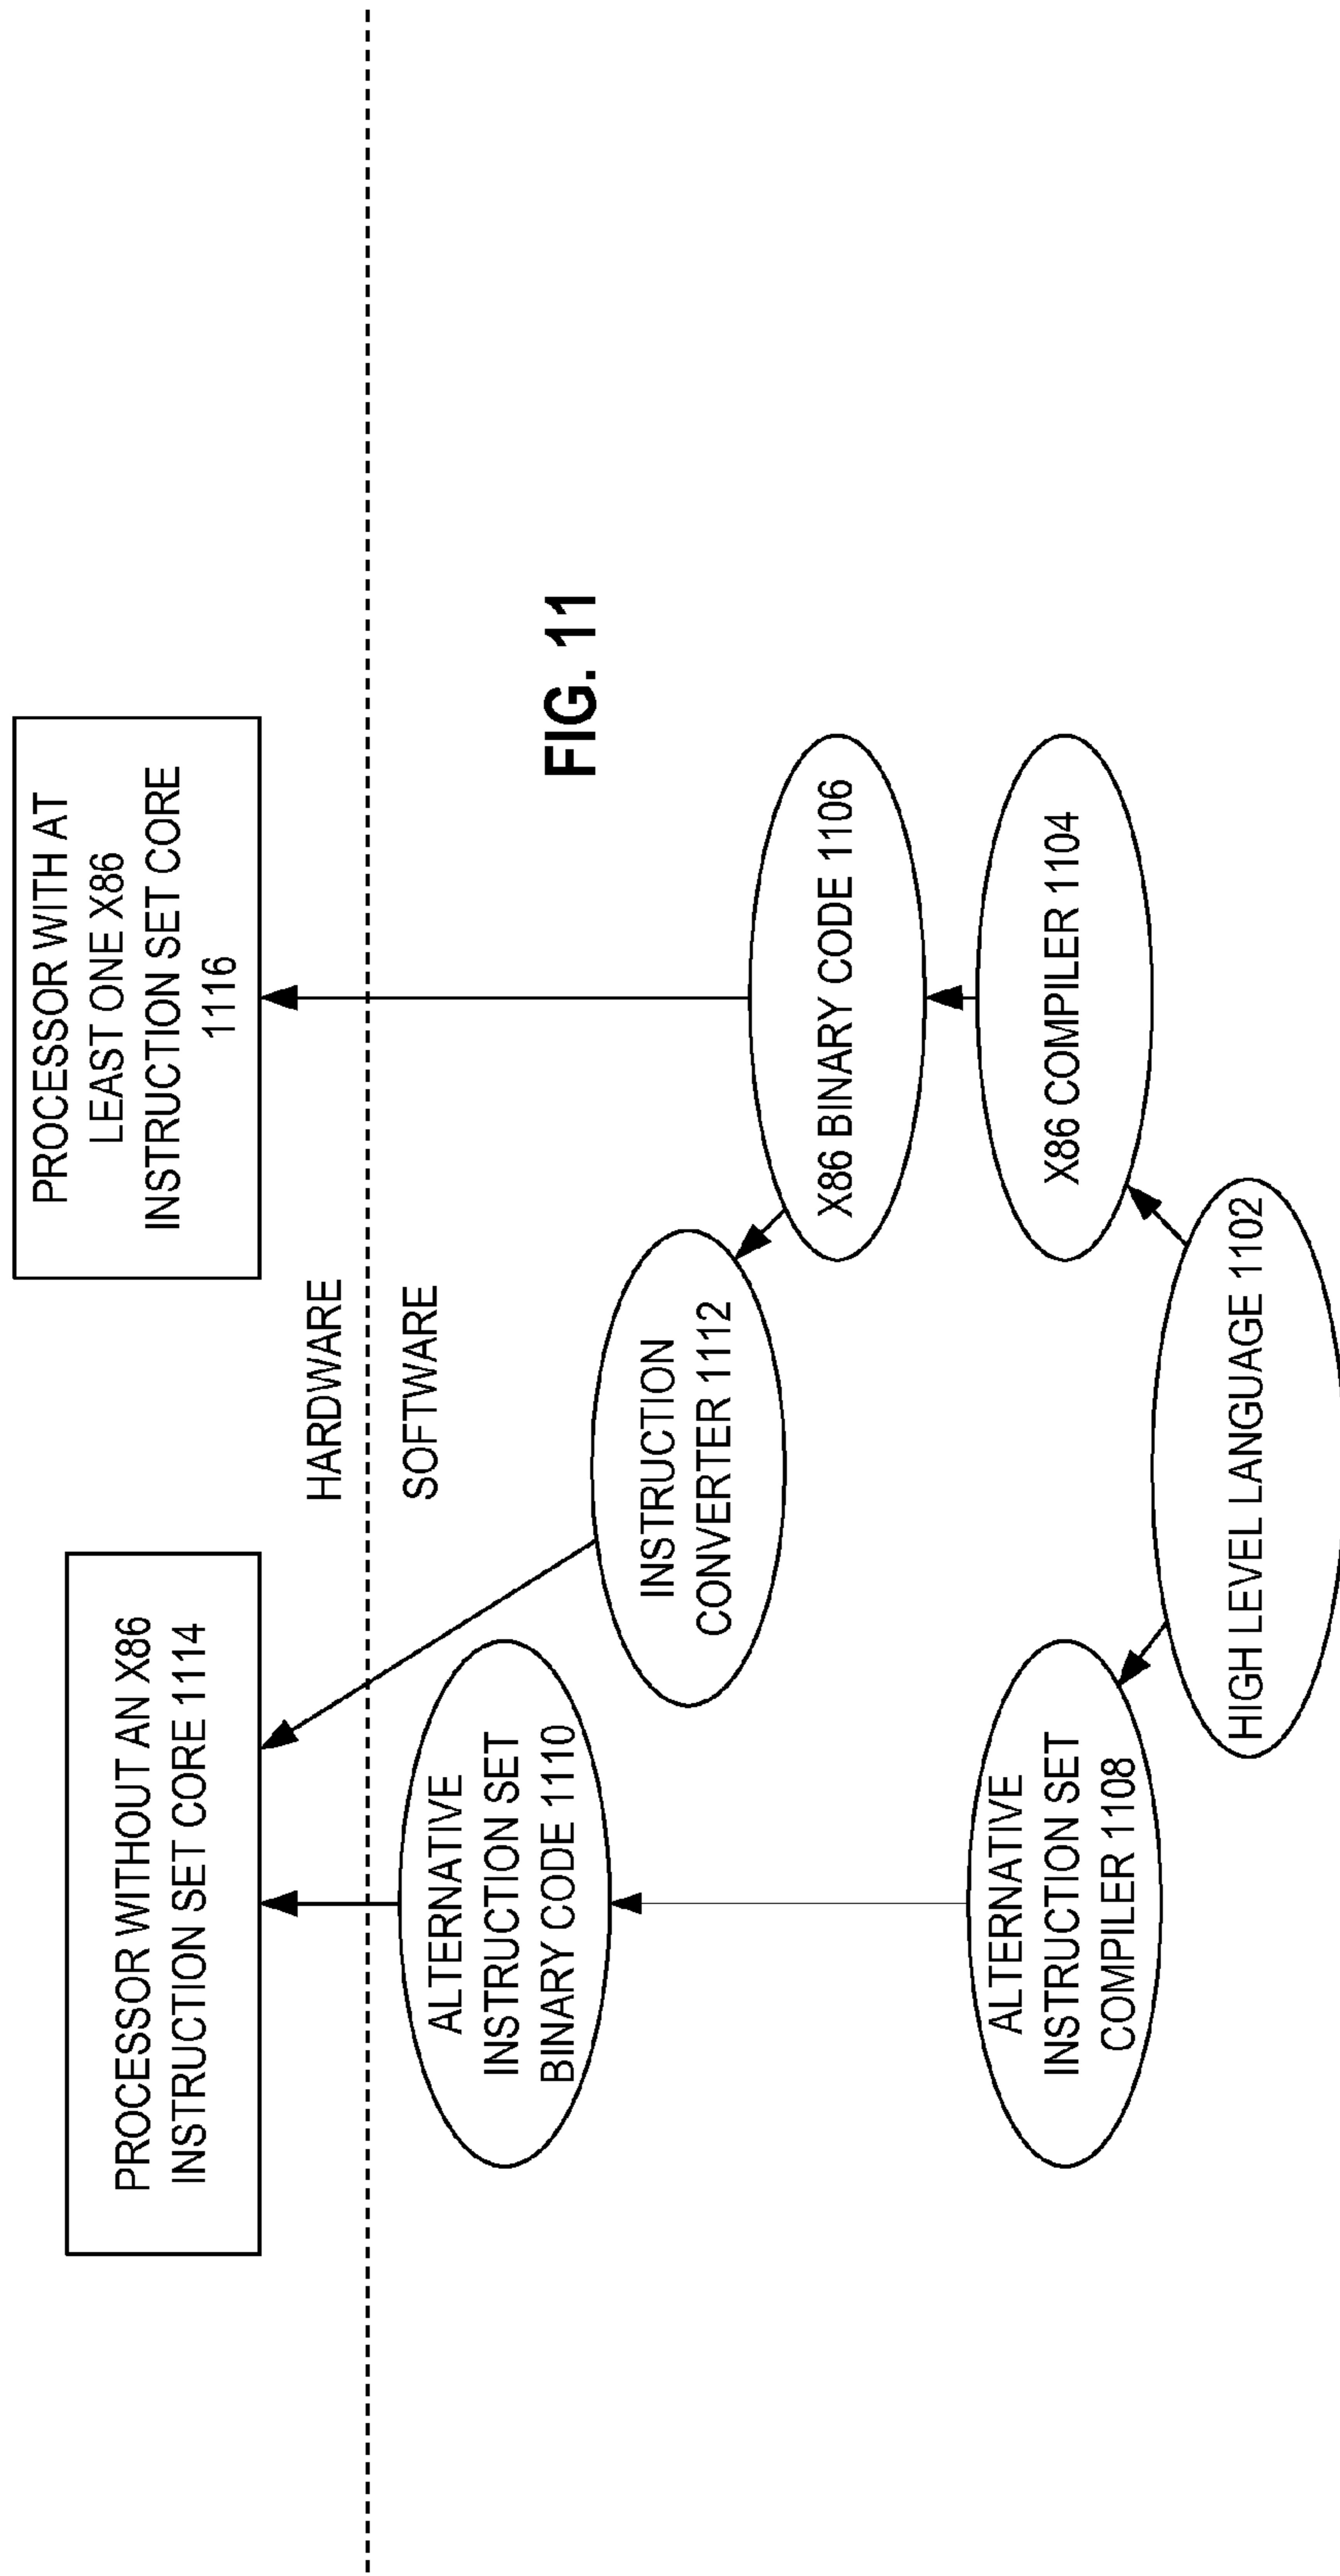 PROCESSOR WITHOUT AN X86
INSTRUCTION SET CORE 1114
PROCESSOR WITH AT
LEAST ONE X86
INSTRUCTION SET CORE
1116
HARDWARE
SOFTWARE
ALTERNATIVE
INSTRUCTION SET
BINARY CODE 1110
INSTRUCTION
CONVERTER 1112
X86 BINARY CODE 1106
ALTERNATIVE
INSTRUCTION SET
COMPILER 1108
X86 COMPILER 1104
HIGH LEVEL LANGUAGE 1102
FIG. 11